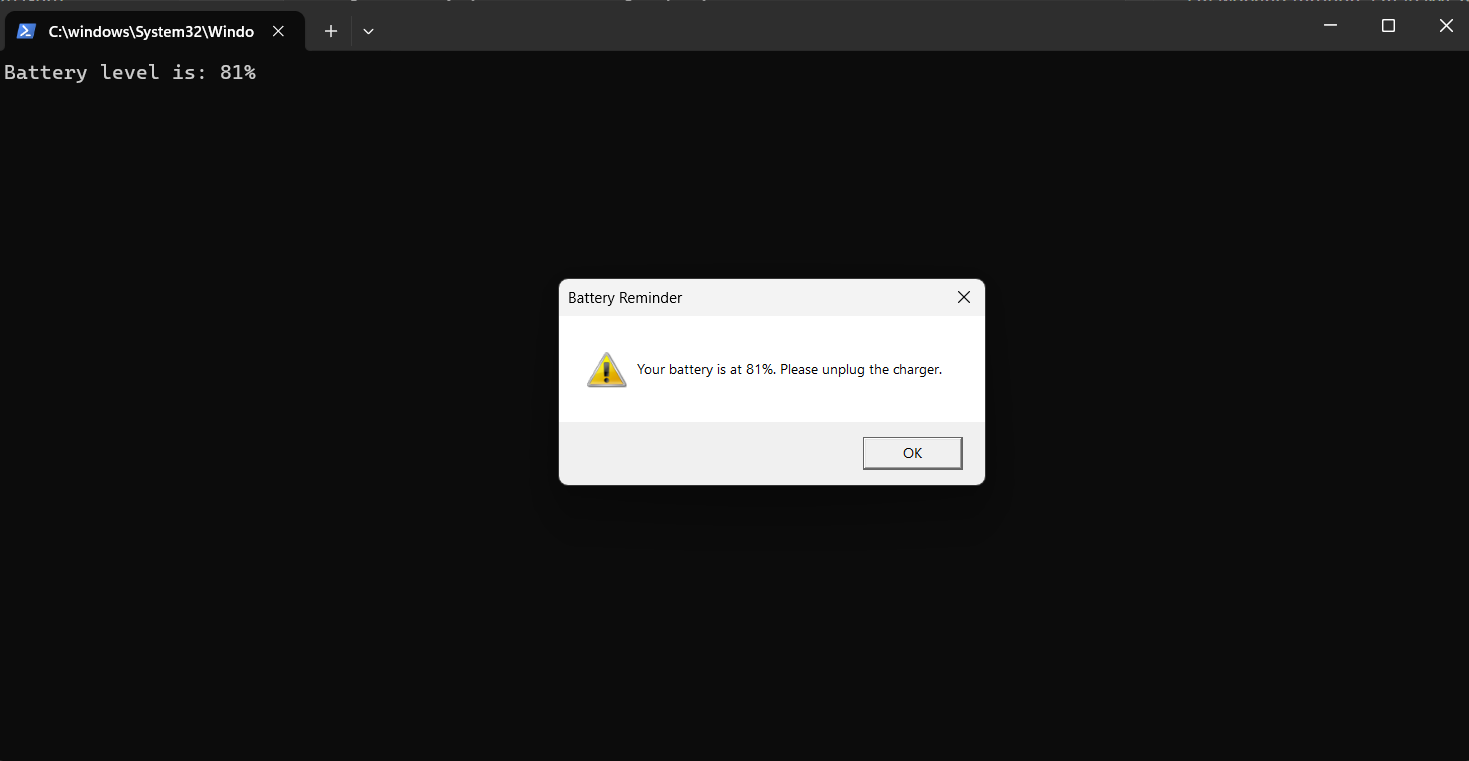 C:\windows\System32\Windo
Battery level is: 81%
Battery Reminder
Your battery is at 81%. Please unplug the charger.
OK